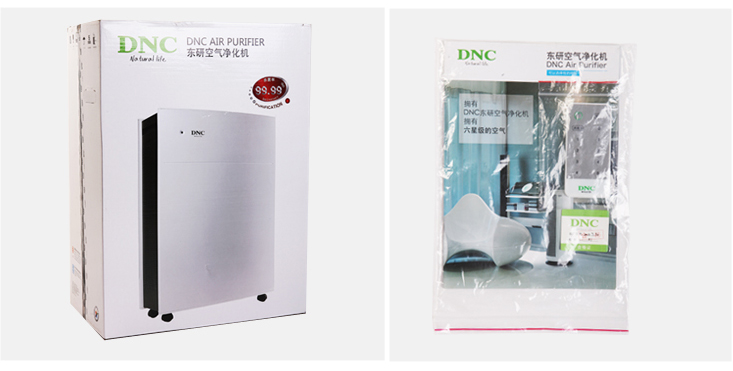 DNC
Natural life.
DNC AIR PURIFIER
东研空气净化机
99.99%
PURIFICATION
DNC
DNC
Natural life
东研空气净化机
DNC Air Purifier
拥有
DNC东研空气净化机
拥有
六星级的空气
DNC
DNC